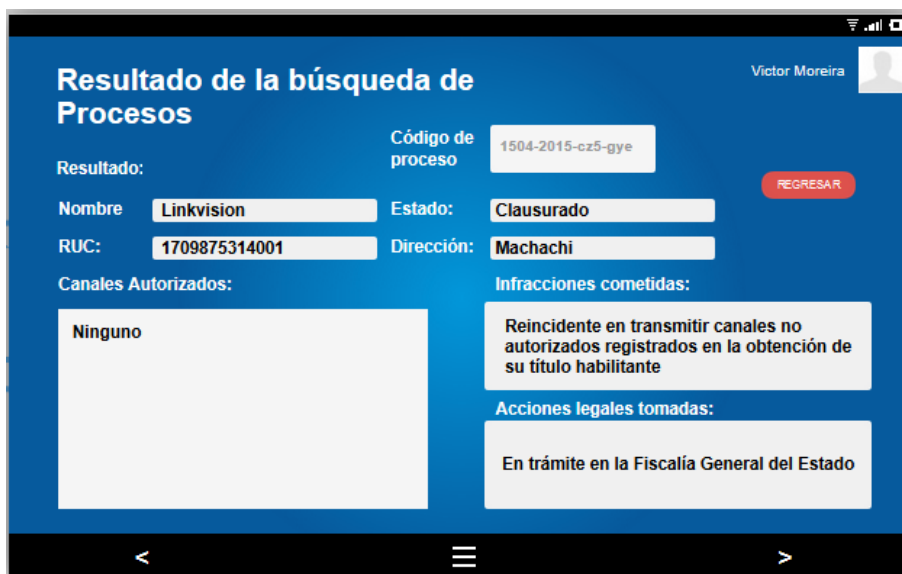 Victor Moreira
Resultado de la búsqueda de
Procesos
Código de
proceso
1504-2015-cz5-gye
Resultado:
REGRESAR
Nombre
Linkvision
Estado:
Clausurado
RUC:
1709875314001
Dirección:
Machachi
Canales Autorizados:
Infracciones cometidas:
Ninguno
Reincidente en transmitir canales no
autorizados registrados en la obtención de
su título habilitante
Acciones legales tomadas:
En trámite en la Fiscalía General del Estado